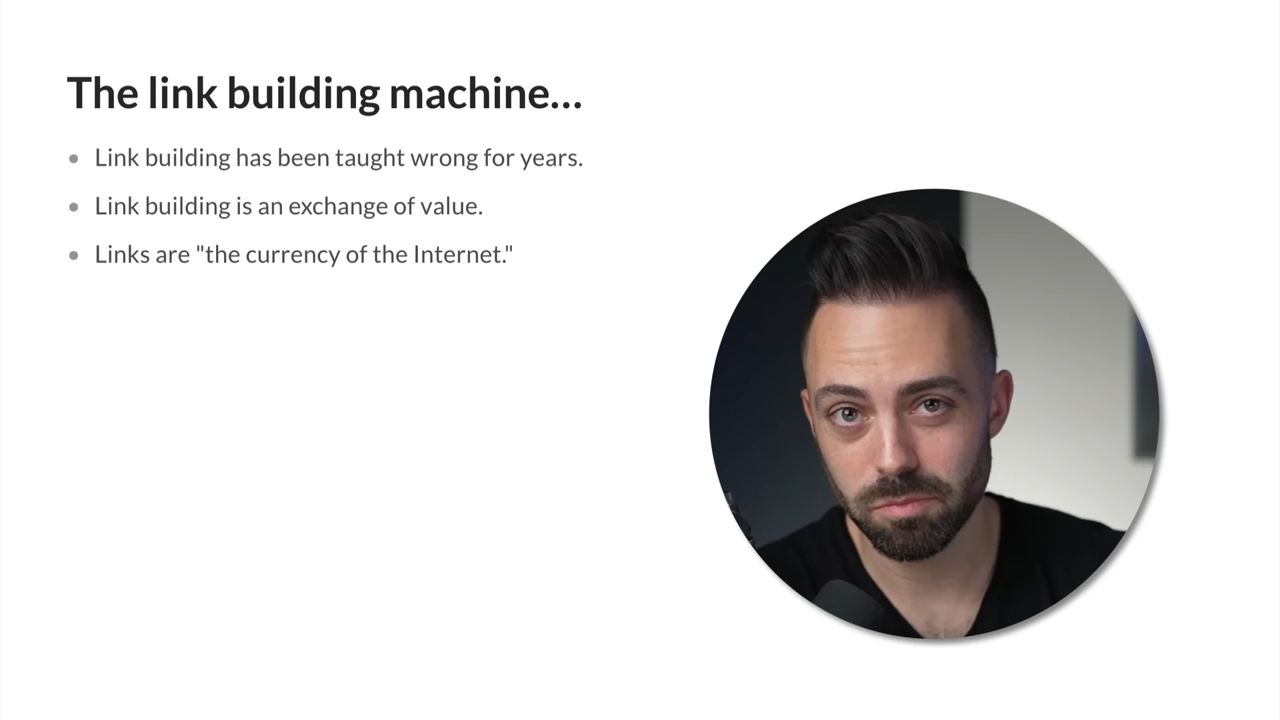 The link building machine...
Link building has been taught wrong for years.
Link building is an exchange of value.
Links are "the currency of the Internet."